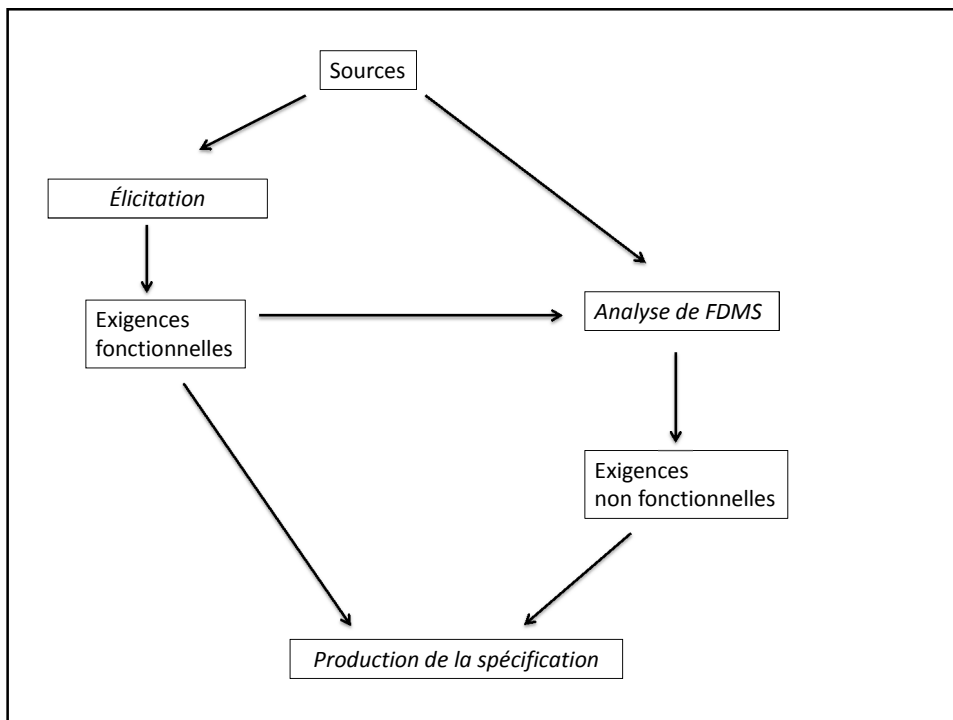 Sources
Élicitation
Exigences
fonctionnelles
Analyse de FDMS
Exigences
non fonctionnelles
Production de la spécification